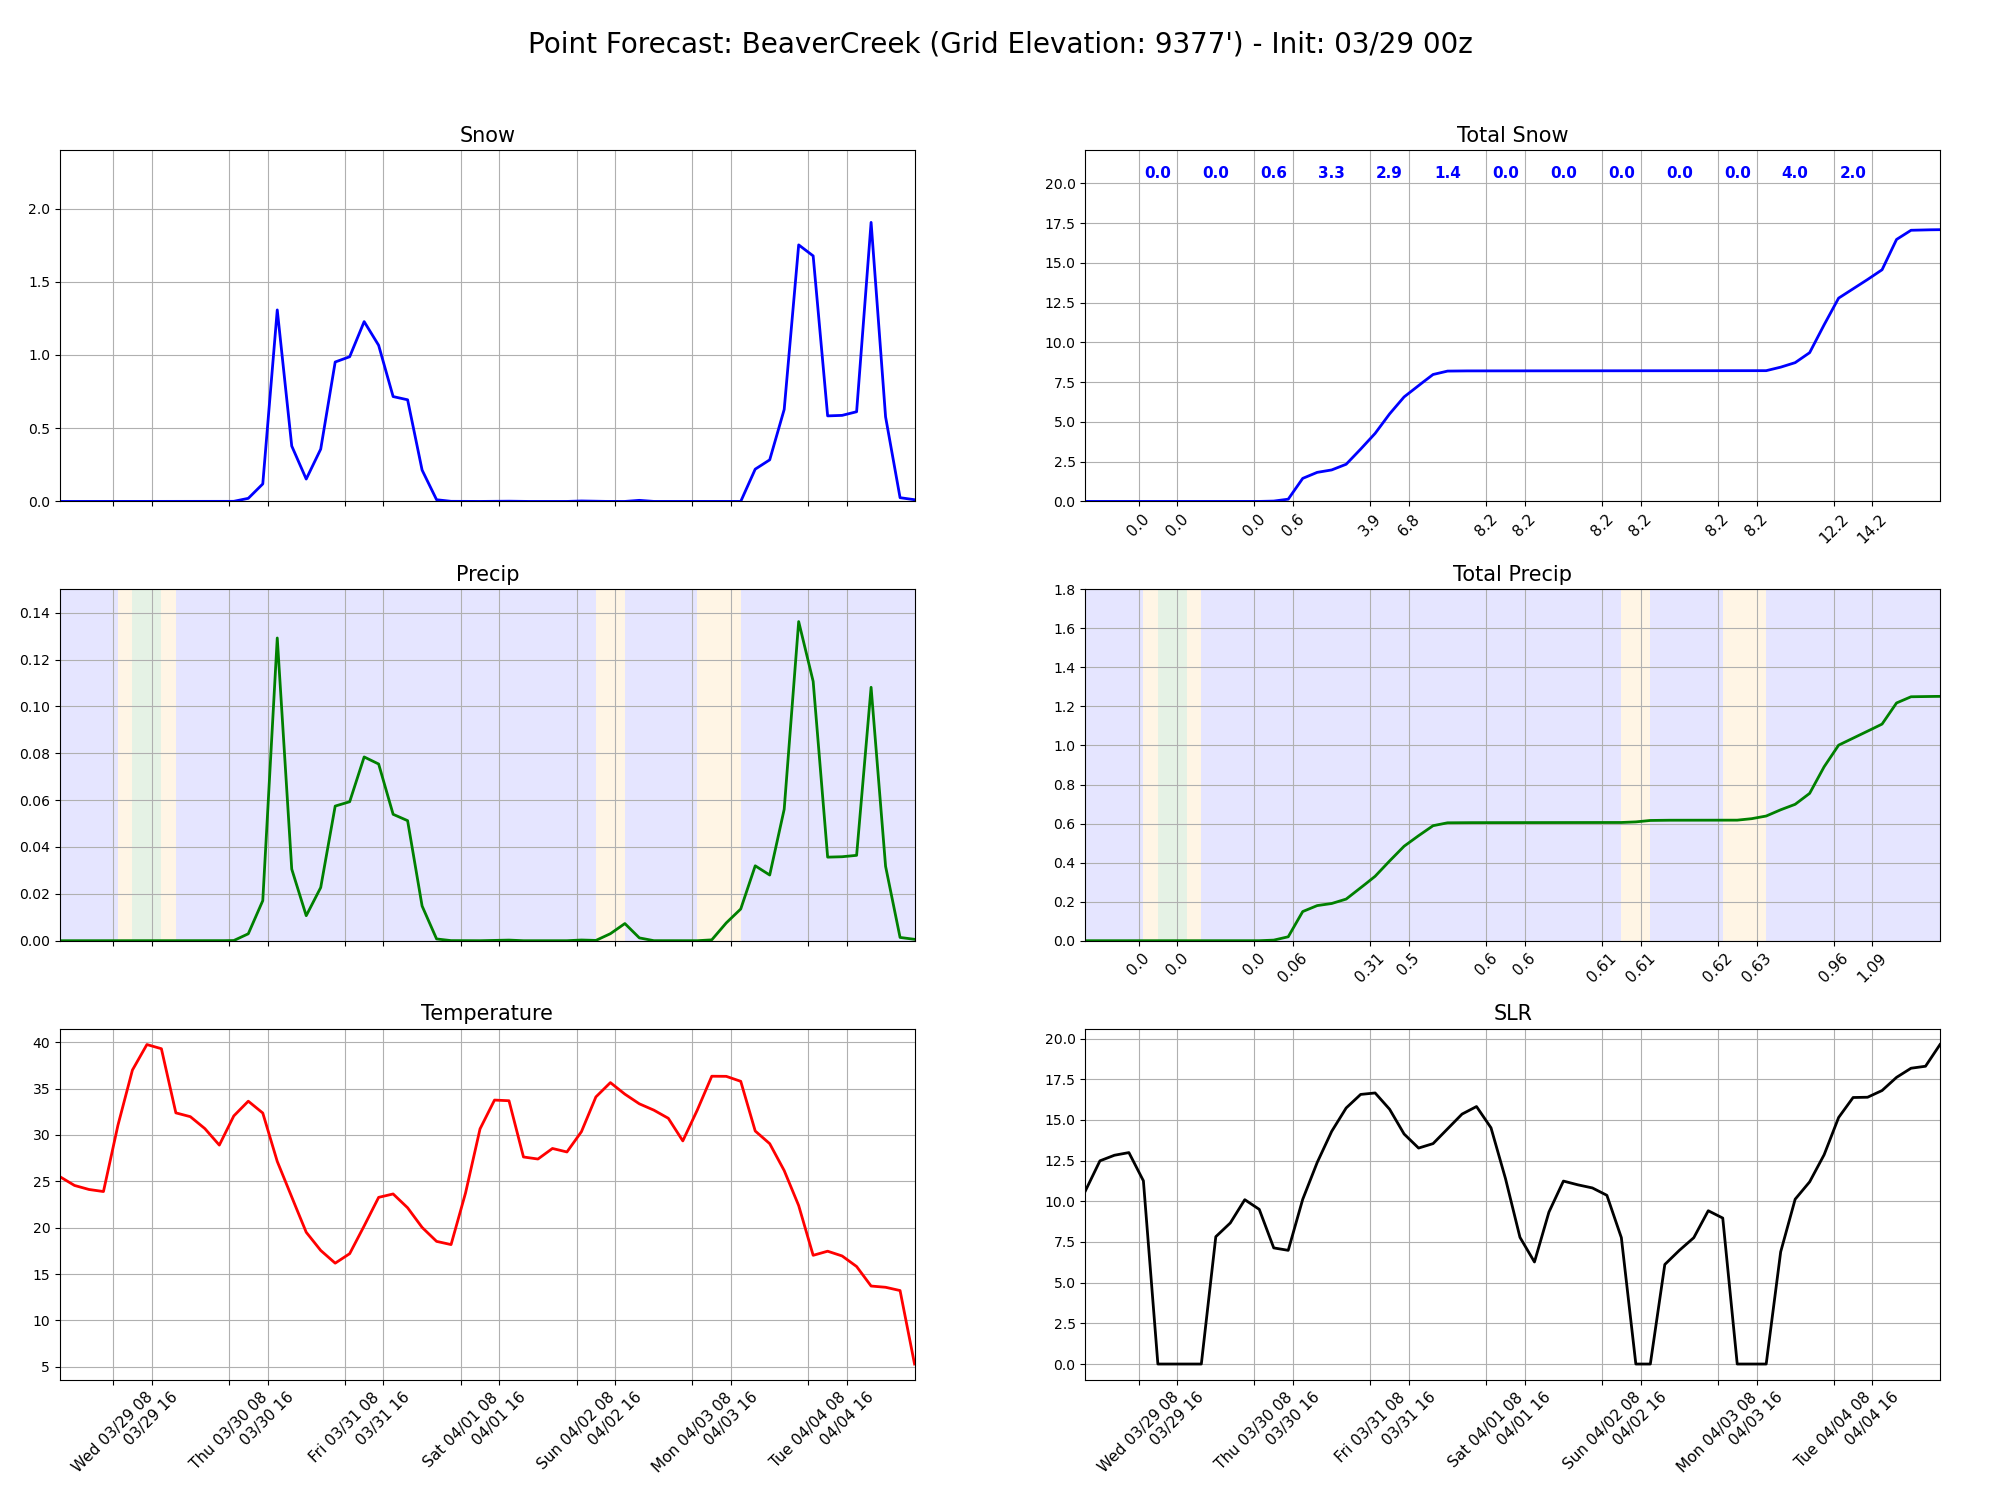 Point Forecast: BeaverCreek (Grid Elevation: 9377') - Init: 03/29 00z
Snow
2.0
1.5
1.0
0.5
0.0
Total Snow
0.0 0.0 0.6 3.3 2.9 1.4 0.0 0.0 0.0 0.0 0.0 4.0 2.0
20.0
17.5
15.0
12.5
10.0
7.5
5.0
2.5
0.0
0.0 0.0 0.0 0.6 3.9 6.8 8.2 8.2 8.2 8.2 8.2 8.2 12.2 14.2
Precip
0.14
0.12
0.10
0.08
0.06
0.04
0.02
0.00
Total Precip
1.8
1.6
1.4
1.2
1.0
0.8
0.6
0.4
0.2
0.0
0.0 0.0 0.0 0.06 0.31 0.5 0.6 0.6 0.61 0.61 0.62 0.63 0.96 1.09
Temperature
40
35
30
25
20
15
10
5
Wed 03/29 08
03/29 16
Thu 03/30 08
03/30 16
Fri 03/31 08
03/31 16
Sat 04/01 08
04/01 16
Sun 04/02 08
04/02 16
Mon 04/03 08
04/03 16
Tue 04/04 08
04/04 16
SLR
20.0
17.5
15.0
12.5
10.0
7.5
5.0
2.5
0.0
Wed 03/29 08
03/29 16
Thu 03/30 08
03/30 16
Fri 03/31 08
03/31 16
Sat 04/01 08
04/01 16
Sun 04/02 08
04/02 16
Mon 04/03 08
04/03 16
Tue 04/04 08
04/04 16